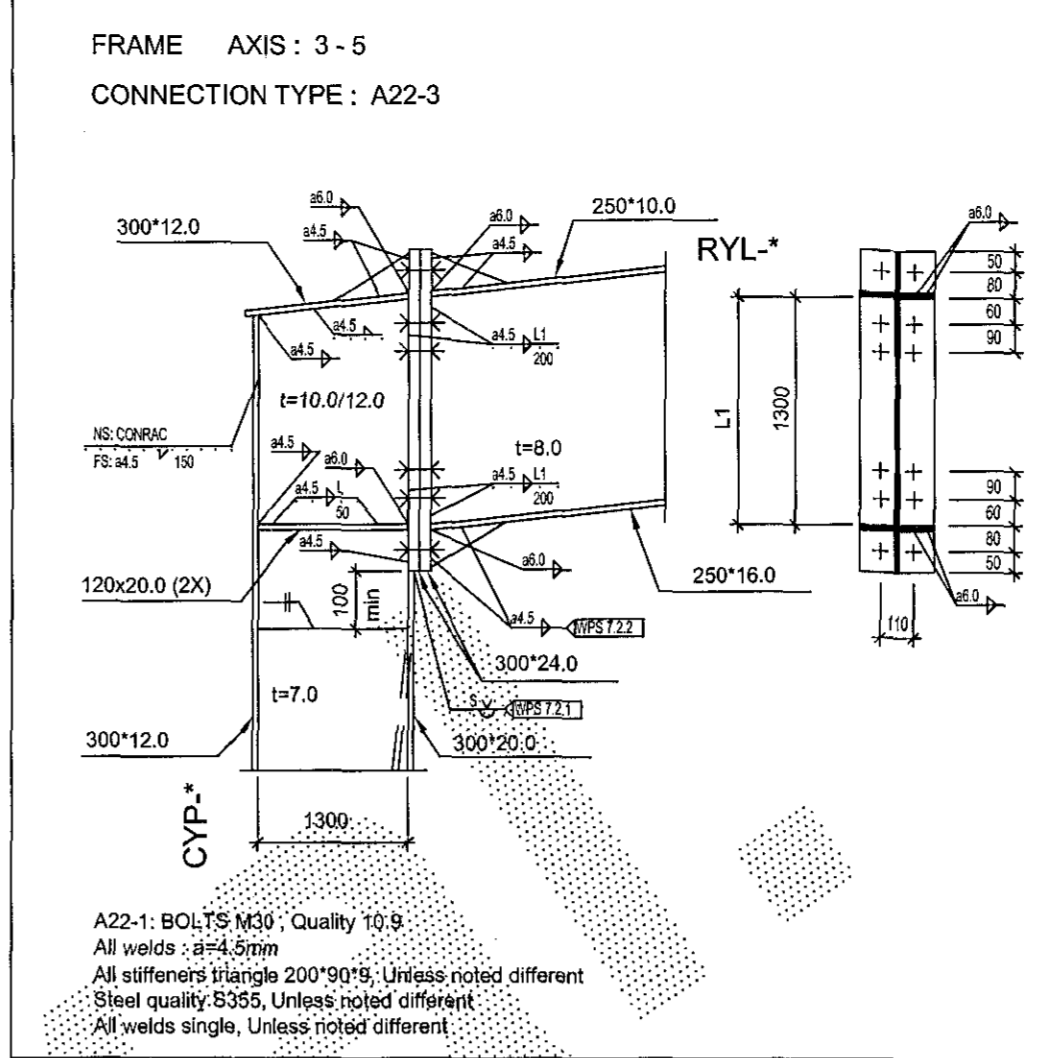 FRAME AXIS : 3 - 5
CONNECTION TYPE : A22-3
a6.0
300*12.0
a4.5
a6.0
a4.5
250*10.0
RYL-*
a6.0
50
80
60
90
a4.5
a4.5
a4.5 L1
200
t=10.0/12.0
L1
1300
NS: CONRAC
FS: a4.5 150
a4.5
a6.0
t=8.0
a4.5 L
50
a4.5 L1
200
90
60
80
50
a4.5
a6.0
120x20.0 (2X)
100
min
250*16.0
a6.0
110
a4.5
WPS 7.2.2
300*24.0
t=7.0
S
WPS 7.2.1
300*12.0
300*20.0
CYP-*
1300
A22-1: BOLTS M30 , Quality 10.9
All welds : a=4.5mm
All stiffeners triangle 200*90*9, Unless noted different
Steel quality S355, Unless noted different
All welds single, Unless noted different